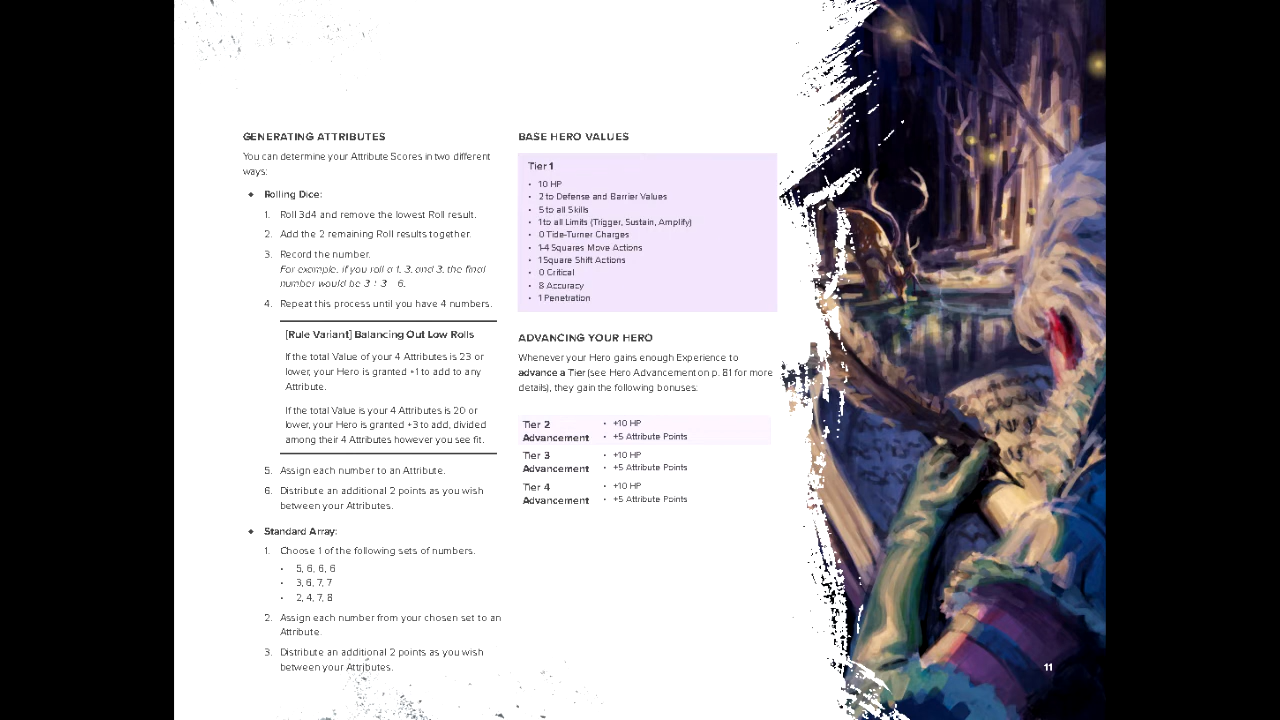 GENERATING ATTRIBUTES
You can determine your Attribute Scores in two different
ways:
◆ Rolling Dice:
1. Roll 3d4 and remove the lowest Roll result.
2. Add the 2 remaining Roll results together.
3. Record the number.
For example, if you roll a 1, 3, and 3, the final
number would be 3 + 3 = 6.
4. Repeat this process until you have 4 numbers.
[Rule Variant] Balancing Out Low Rolls
If the total Value of your 4 Attributes is 23 or
lower, your Hero is granted +1 to add to any
Attribute.
If the total Value is your 4 Attributes is 20 or
lower, your Hero is granted +3 to add, divided
among their 4 Attributes however you see fit.
5. Assign each number to an Attribute.
6. Distribute an additional 2 points as you wish
between your Attributes.
◆ Standard Array:
1. Choose 1 of the following sets of numbers.
• 5, 6, 6, 6
• 3, 6, 7, 7
• 2, 4, 7, 8
2. Assign each number from your chosen set to an
Attribute.
3. Distribute an additional 2 points as you wish
between your Attributes.
BASE HERO VALUES
Tier 1
• 10 HP
• 2 to Defense and Barrier Values
• 5 to all Skills
• 1 to all Limits (Trigger, Sustain, Amplify)
• 0 Tide-Turner Charges
• 1-4 Squares Move Actions
• 1 Square Shift Actions
• 0 Critical
• 8 Accuracy
• 1 Penetration
ADVANCING YOUR HERO
Whenever your Hero gains enough Experience to
advance a Tier (see Hero Advancement on p. 81 for more
details), they gain the following bonuses:
Tier 2 • +10 HP
Advancement • +5 Attribute Points
Tier 3 • +10 HP
Advancement • +5 Attribute Points
Tier 4 • +10 HP
Advancement • +5 Attribute Points
11